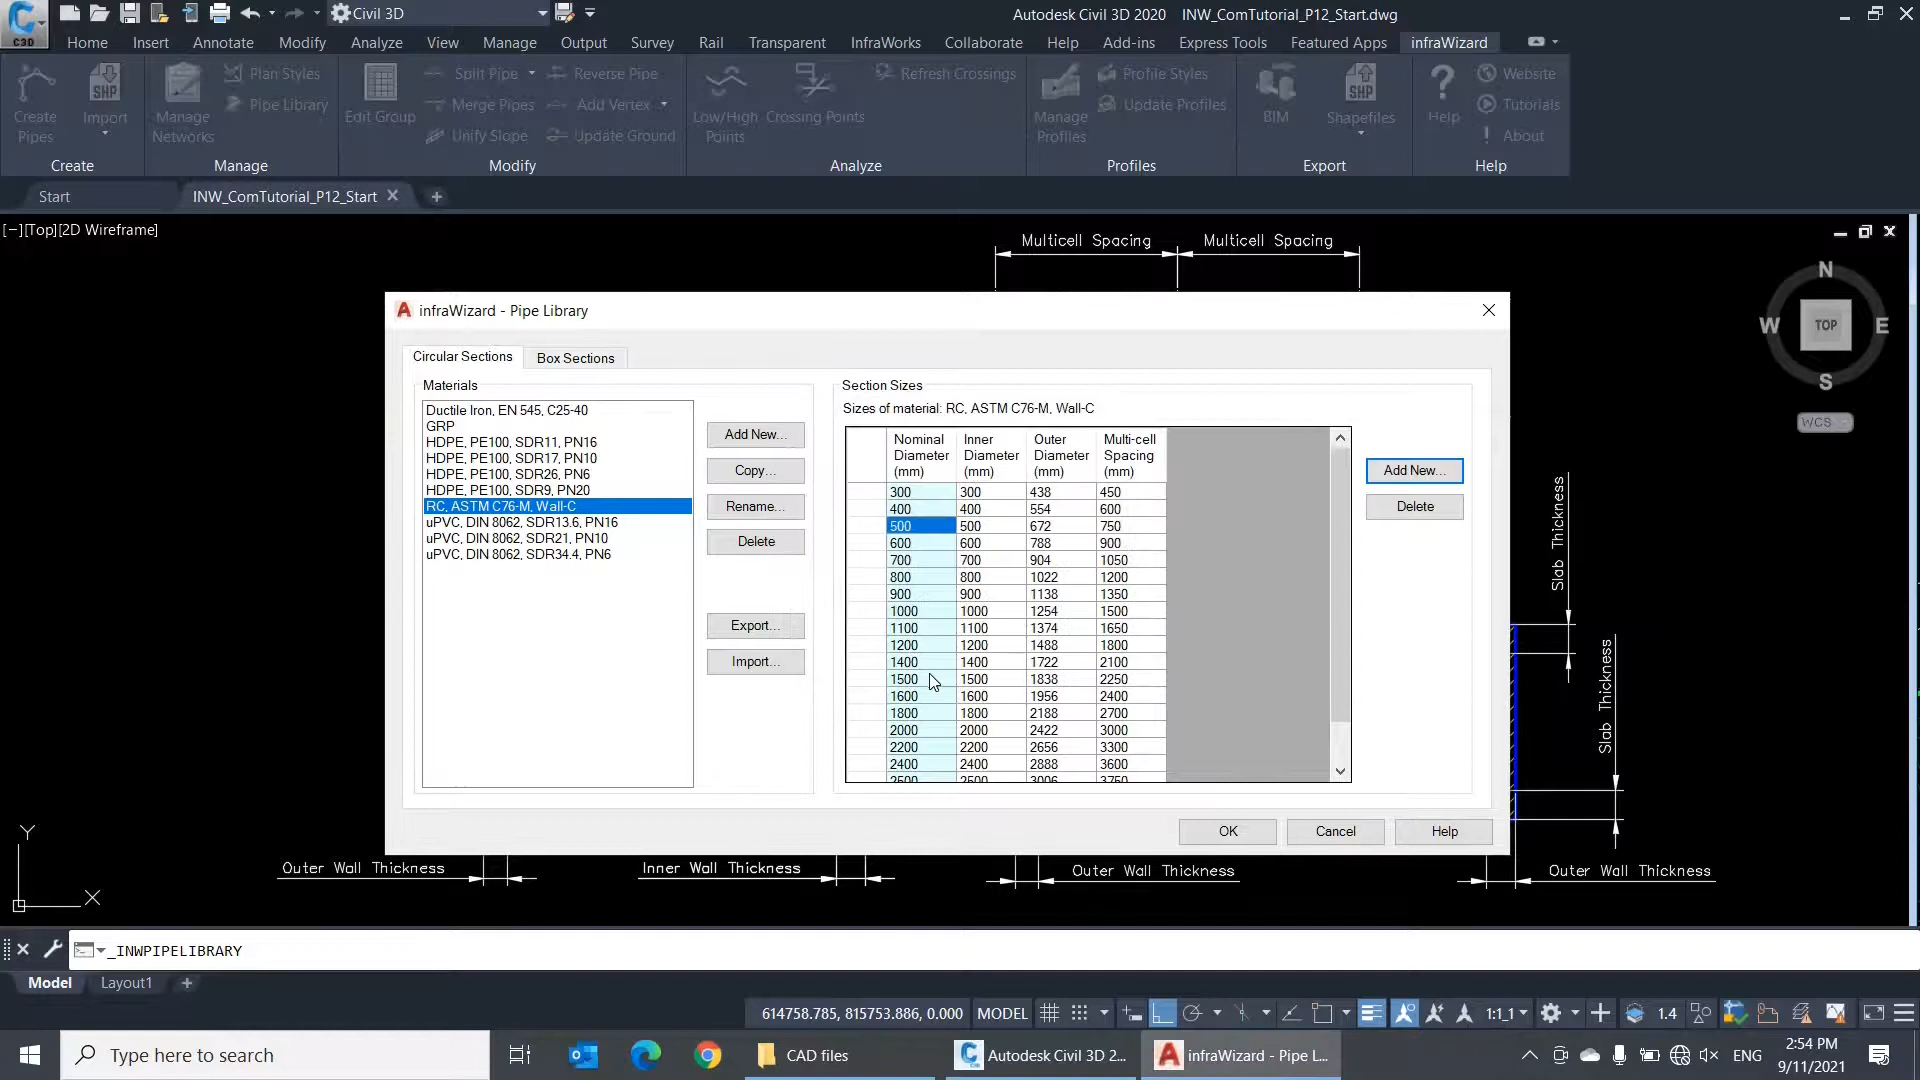 C3D
Civil 3D
Autodesk Civil 3D 2020 INW_ComTutorial_P12_Start.dwg
Home Insert Annotate Modify Analyze View Manage Output Survey Rail Transparent InfraWorks Collaborate Help Add-ins Express Tools Featured Apps infraWizard
Create Pipes
Import
Create
Manage Networks
Plan Styles
Pipe Library
Manage
Edit Group
Split Pipe
Merge Pipes
Unify Slope
Reverse Pipe
Add Vertex
Update Ground
Modify
Low/High Points
Crossing Points
Refresh Crossings
Analyze
Manage Profiles
Profile Styles
Update Profiles
Profiles
BIM
Shapefiles
Export
Help
Website
Tutorials
About
Help
Start
INW_ComTutorial_P12_Start
[−][Top][2D Wireframe]
Multicell Spacing Multicell Spacing
N
W TOP E
S
WCS
infraWizard - Pipe Library
Circular Sections Box Sections
Materials
Ductile Iron, EN 545, C25-40
GRP
HDPE, PE100, SDR11, PN16
HDPE, PE100, SDR17, PN10
HDPE, PE100, SDR26, PN6
HDPE, PE100, SDR9, PN20
RC, ASTM C76-M, Wall-C
uPVC, DIN 8062, SDR13.6, PN16
uPVC, DIN 8062, SDR21, PN10
uPVC, DIN 8062, SDR34.4, PN6
Add New...
Copy...
Rename...
Delete
Export...
Import...
Section Sizes
Sizes of material: RC, ASTM C76-M, Wall-C
Nominal Diameter (mm) Inner Diameter (mm) Outer Diameter (mm) Multi-cell Spacing (mm)
300 300 438 450
400 400 554 600
500 500 672 750
600 600 788 900
700 700 904 1050
800 800 1022 1200
900 900 1138 1350
1000 1000 1254 1500
1100 1100 1374 1650
1200 1200 1488 1800
1400 1400 1722 2100
1500 1500 1838 2250
1600 1600 1956 2400
1800 1800 2188 2700
2000 2000 2422 3000
2200 2200 2656 3300
2400 2400 2888 3600
2500 2500 3006 3750
Add New...
Delete
OK Cancel Help
Slab Thickness
Slab Thickness
Outer Wall Thickness Inner Wall Thickness Outer Wall Thickness Outer Wall Thickness
Y
X
_INWPIPELIBRARY
Model Layout1
614758.785, 815753.886, 0.000 MODEL 1:1_1 1.4
Type here to search
CAD files
Autodesk Civil 3D 2...
infraWizard - Pipe L...
ENG
2:54 PM
9/11/2021